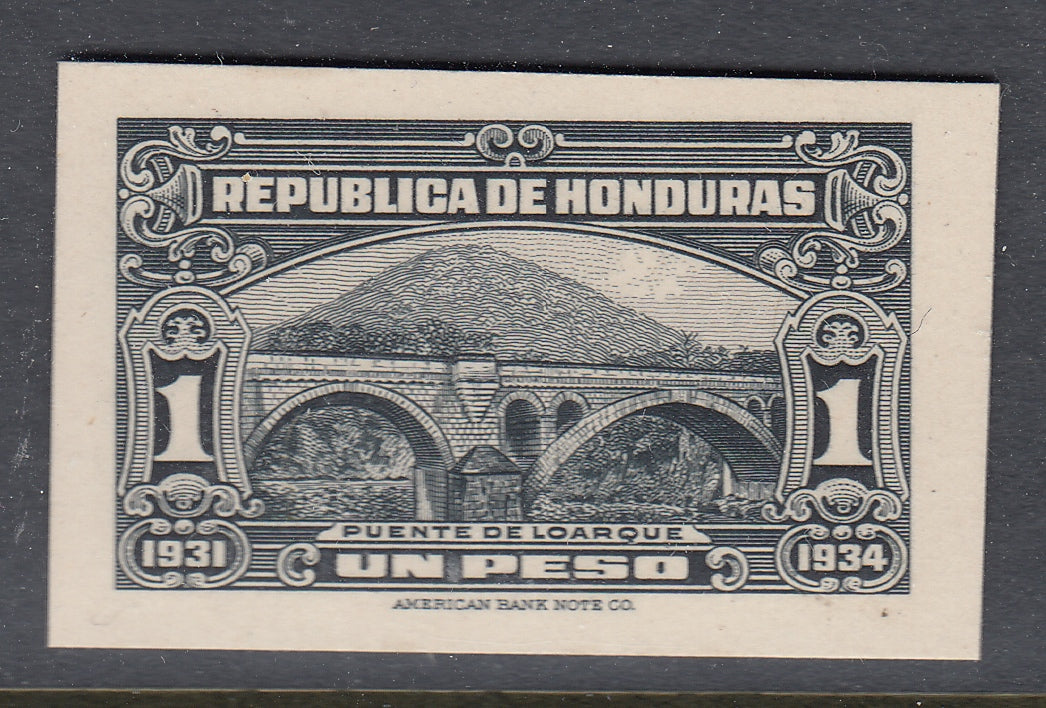 REPUBLICA DE HONDURAS
1 1
PUENTE DE LOARQUE
1931 UN PESO 1934
AMERICAN BANK NOTE CO.